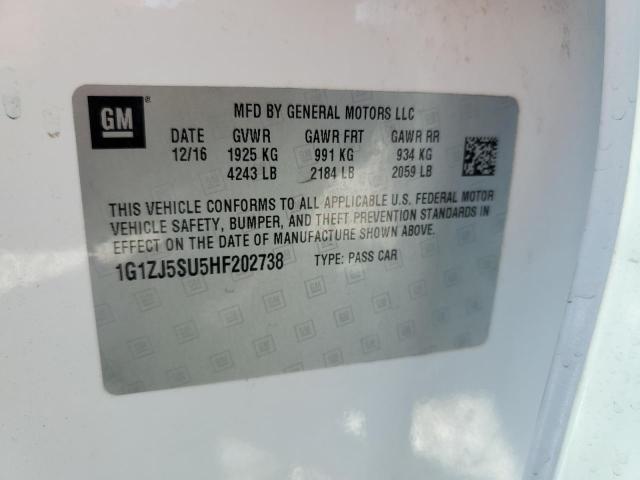 GM ® MFD BY GENERAL MOTORS LLC
DATE GVWR GAWR FRT GAWR RR
12/16 1925 KG 991 KG 934 KG
4243 LB 2184 LB 2059 LB
THIS VEHICLE CONFORMS TO ALL APPLICABLE U.S. FEDERAL MOTOR
VEHICLE SAFETY, BUMPER, AND THEFT PREVENTION STANDARDS IN
EFFECT ON THE DATE OF MANUFACTURE SHOWN ABOVE.
1G1ZJ5SU5HF202738 TYPE: PASS CAR